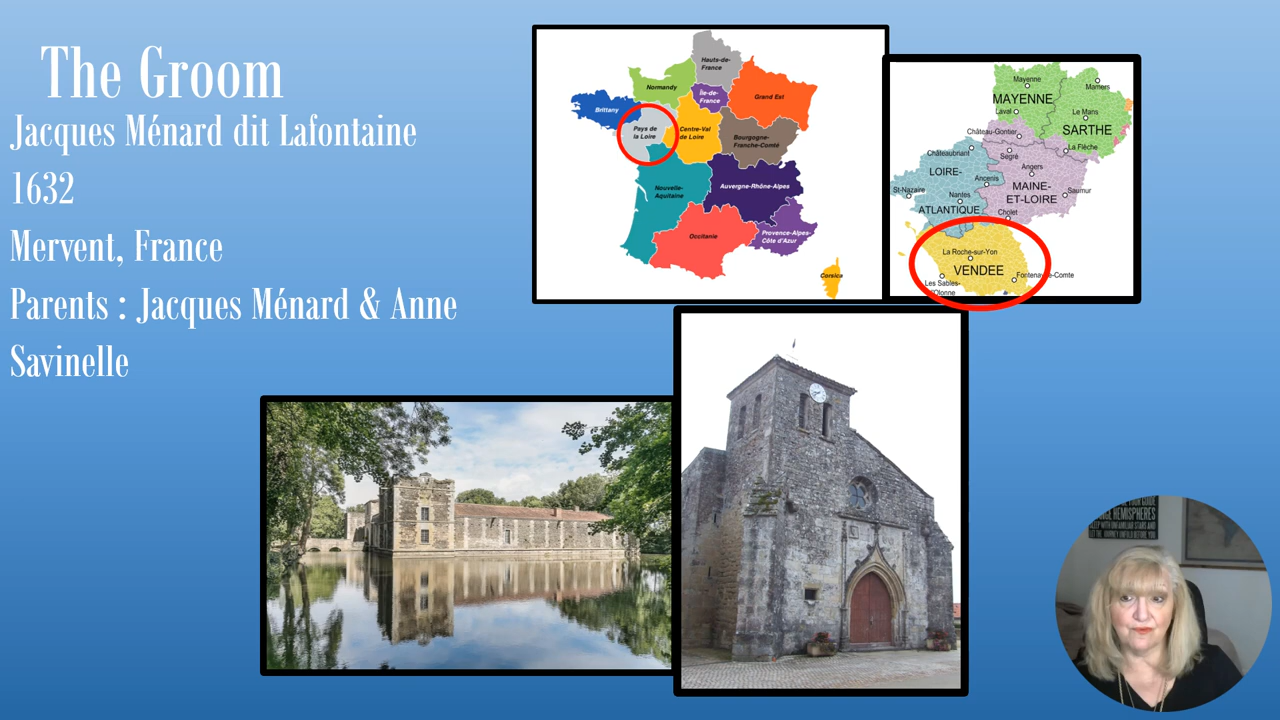 The Groom
Jacques Ménard dit Lafontaine
1632
Mervent, France
Parents : Jacques Ménard & Anne
Savinelle
Hauts-de-
France
Normandy
Île-de-
France
Grand Est
Brittany
Pays de
la Loire
Centre-Val
de Loire
Bourgogne-
Franche-Comté
Nouvelle-
Aquitaine
Auvergne-Rhône-Alpes
Occitanie
Provence-Alpes-
Côte d'Azur
Corsica
Mayenne
Mamers
MAYENNE
Laval
Le Mans
SARTHE
Château-Gontier
La Flèche
Châteaubriant
Segré
Angers
LOIRE-
ATLANTIQUE
Ancenis
MAINE-
ET-LOIRE
St-Nazaire
Nantes
Saumur
Cholet
La Roche-sur-Yon
VENDEE
Les Sables-
d'Olonne
HEMISPHERES